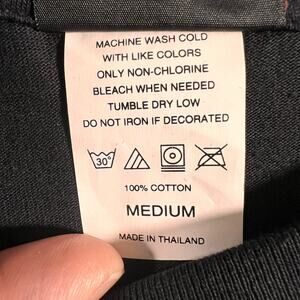 MACHINE WASH COLD
WITH LIKE COLORS
ONLY NON-CHLORINE
BLEACH WHEN NEEDED
TUMBLE DRY LOW
DO NOT IRON IF DECORATED
30°
100% COTTON
MEDIUM
MADE IN THAILAND